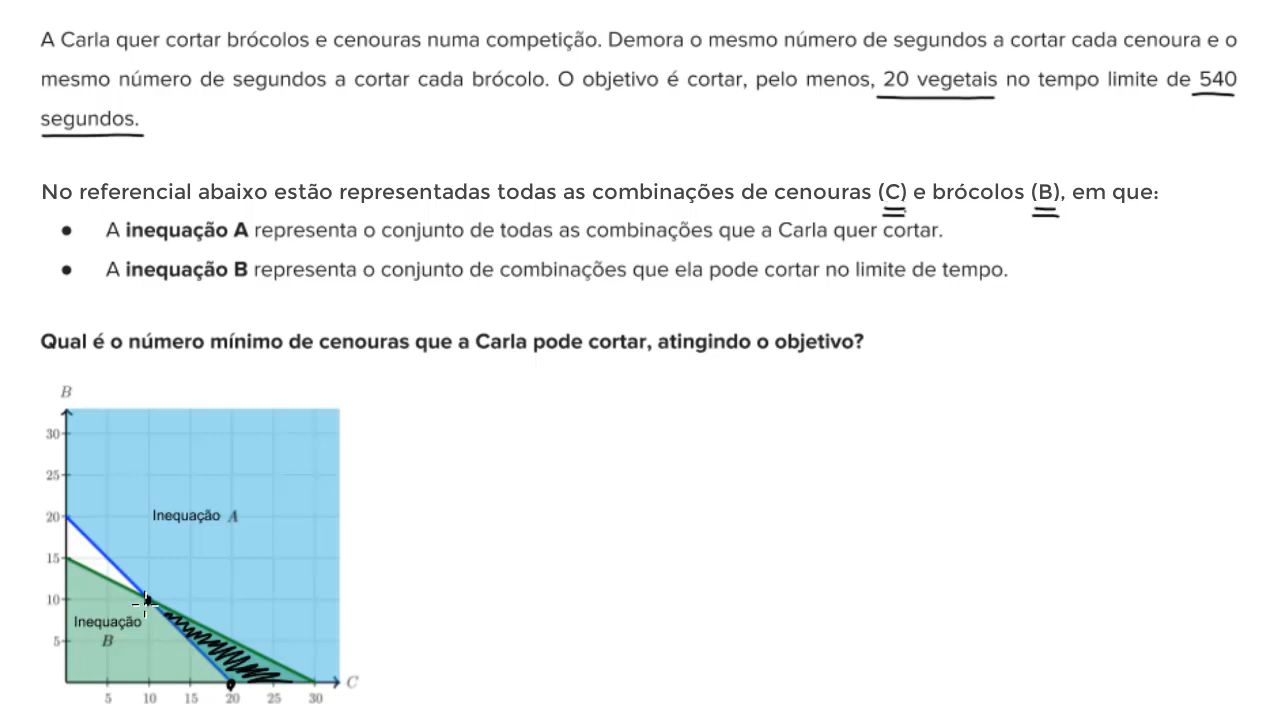 A Carla quer cortar brócolos e cenouras numa competição. Demora o mesmo número de segundos a cortar cada cenoura e o
mesmo número de segundos a cortar cada brócolo. O objetivo é cortar, pelo menos, 20 vegetais no tempo limite de 540
segundos.
No referencial abaixo estão representadas todas as combinações de cenouras (C) e brócolos (B), em que:
● A inequação A representa o conjunto de todas as combinações que a Carla quer cortar.
● A inequação B representa o conjunto de combinações que ela pode cortar no limite de tempo.
Qual é o número mínimo de cenouras que a Carla pode cortar, atingindo o objetivo?
B
30
25
20
Inequação A
15
10
Inequação
B
5
C
5 10 15 20 25 30